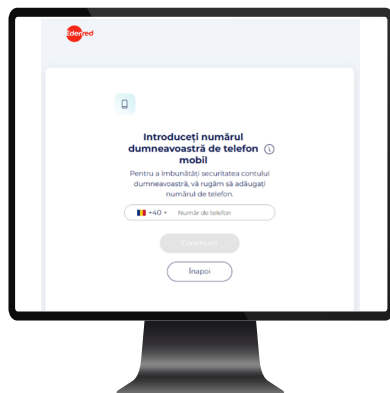 Edenred
Introduceți numărul
dumneavoastră de telefon
mobil
Pentru a îmbunătăți securitatea contului
dumneavoastră, vă rugăm să adăugați
numărul de telefon.
+40 Număr de telefon
Continuați
Înapoi